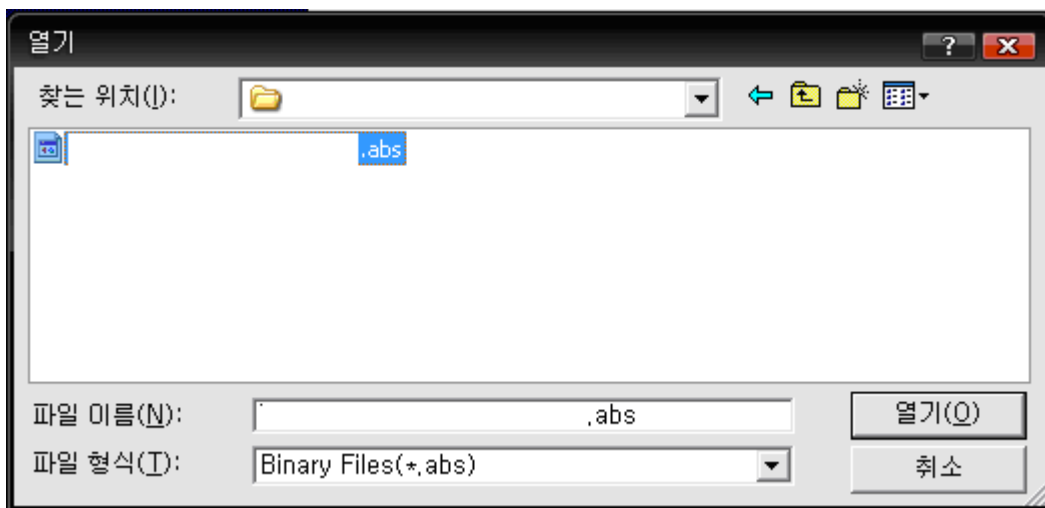 열기
찾는 위치(I):
.abs
파일 이름(N): .abs 열기(O)
파일 형식(T): Binary Files(*.abs) 취소